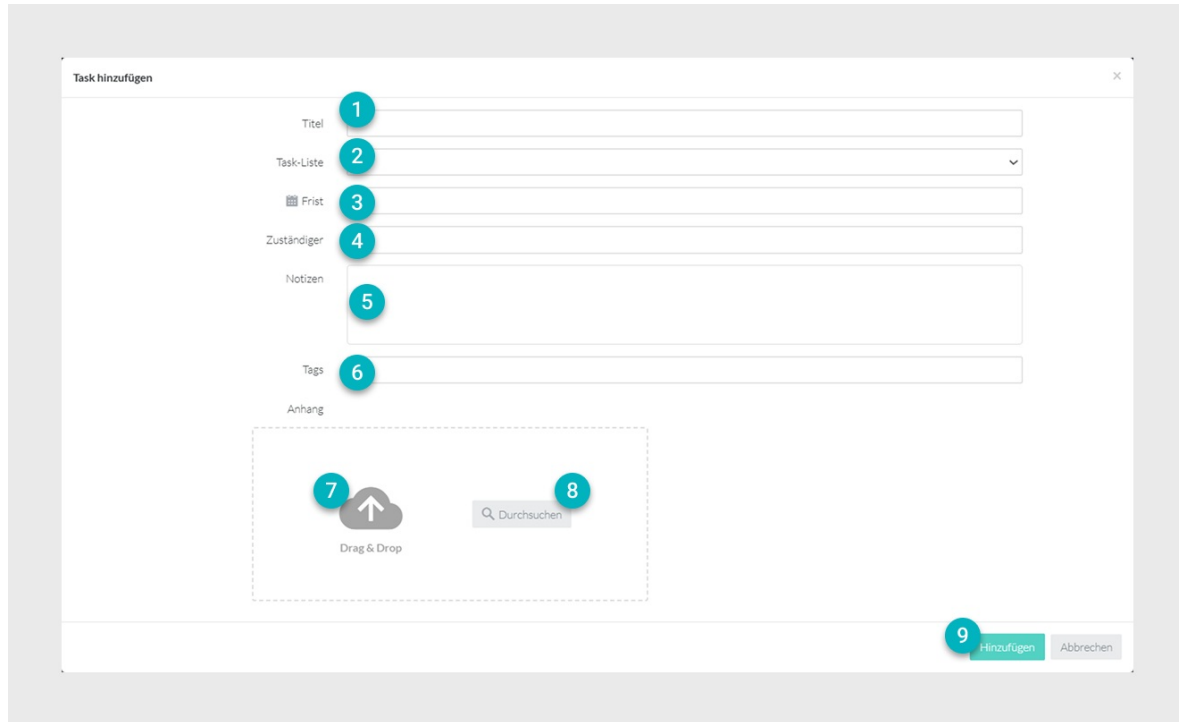 Task hinzufügen ×
1
Titel
Task-Liste 2
Frist 3
Zuständiger 4
Notizen
5
Tags 6
Anhang
7 8
Durchsuchen
Drag & Drop
9
Hinzufügen Abbrechen